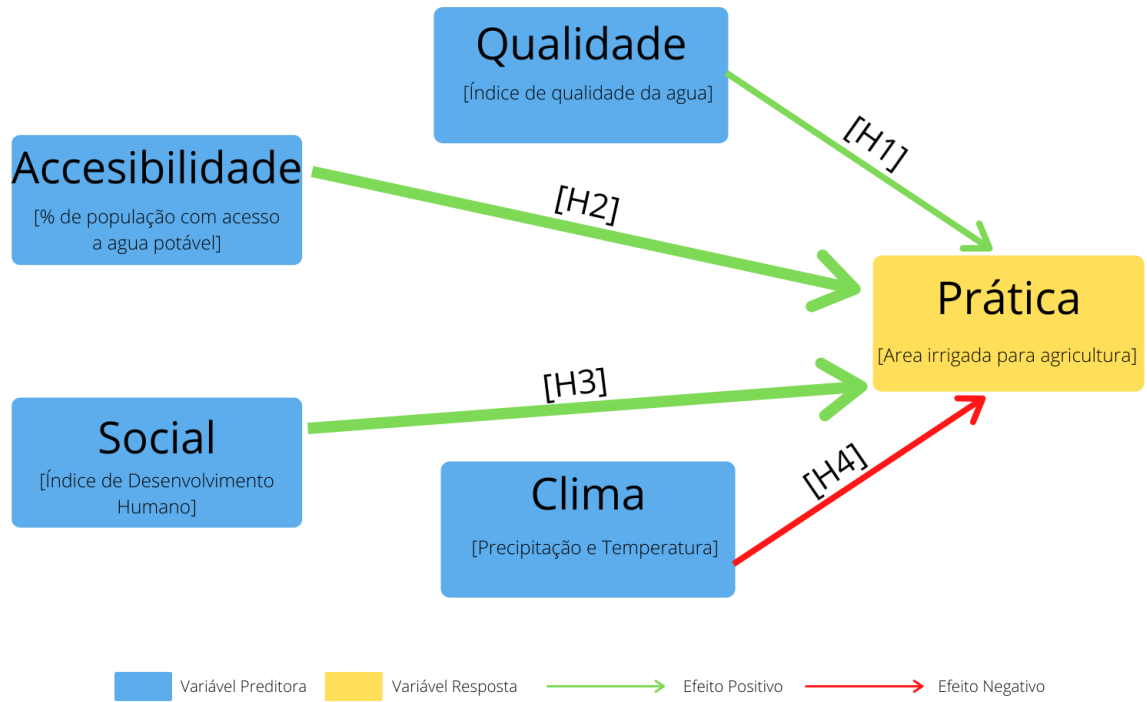 Qualidade
[Índice de qualidade da agua]
[H1]
Accesibilidade
[% de população com acesso
a agua potável]
[H2]
Prática
[Area irrigada para agricultura]
[H3]
Social
[Índice de Desenvolvimento
Humano]
[H4]
Clima
[Precipitação e Temperatura]
Variável Preditora
Variável Resposta
Efeito Positivo
Efeito Negativo